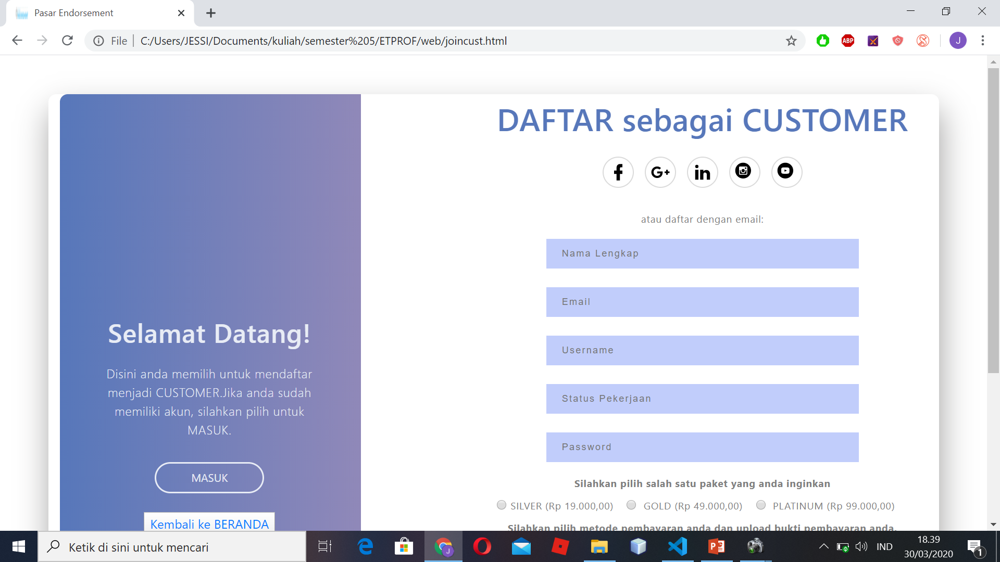 Pasar Endorsement
File
C:/Users/JESSI/Documents/kuliah/semester%205/ETPROF/web/joincust.html
ABP
J
DAFTAR sebagai CUSTOMER
f G+ in
atau daftar dengan email:
Nama Lengkap
Email
Username
Status Pekerjaan
Password
Silahkan pilih salah satu paket yang anda inginkan
SILVER (Rp 19.000,00) GOLD (Rp 49.000,00) PLATINUM (Rp 99.000,00)
Silahkan pilih metode pembayaran anda dan upload bukti pembayaran anda.
Selamat Datang!
Disini anda memilih untuk mendaftar
menjadi CUSTOMER.Jika anda sudah
memiliki akun, silahkan pilih untuk
MASUK.
MASUK
Kembali ke BERANDA
Ketik di sini untuk mencari
J
IND
18.39
30/03/2020
1